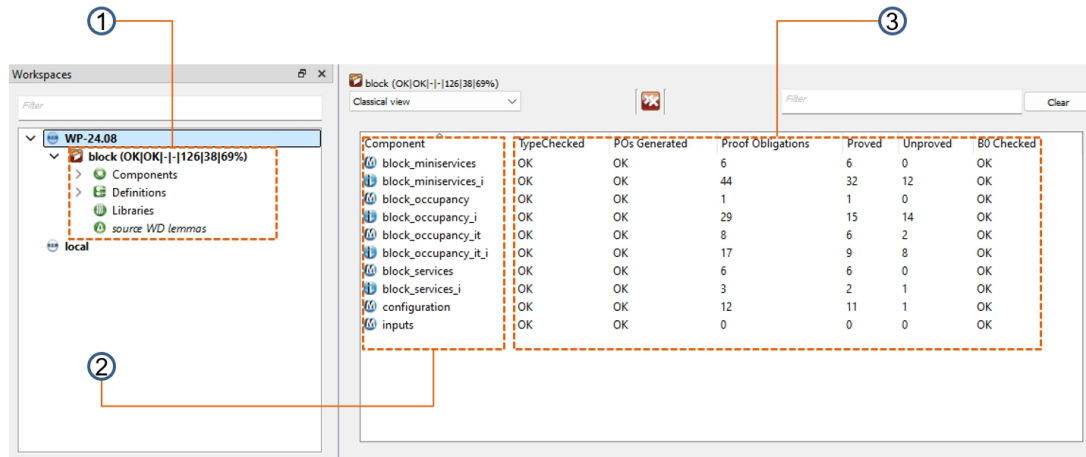 1
3
Workspaces
Filter
WP-24.08
block (OK|OK|-|-|126|38|69%)
Components
Definitions
Libraries
source WD lemmas
local
2
block (OK|OK|-|-|126|38|69%)
Classical view
Filter
Clear
Component TypeChecked POs Generated Proof Obligations Proved Unproved B0 Checked
block_miniservices OK OK 6 6 0 OK
block_miniservices_i OK OK 44 32 12 OK
block_occupancy OK OK 1 1 0 OK
block_occupancy_i OK OK 29 15 14 OK
block_occupancy_it OK OK 8 6 2 OK
block_occupancy_it_i OK OK 17 9 8 OK
block_services OK OK 6 6 0 OK
block_services_i OK OK 3 2 1 OK
configuration OK OK 12 11 1 OK
inputs OK OK 0 0 0 OK